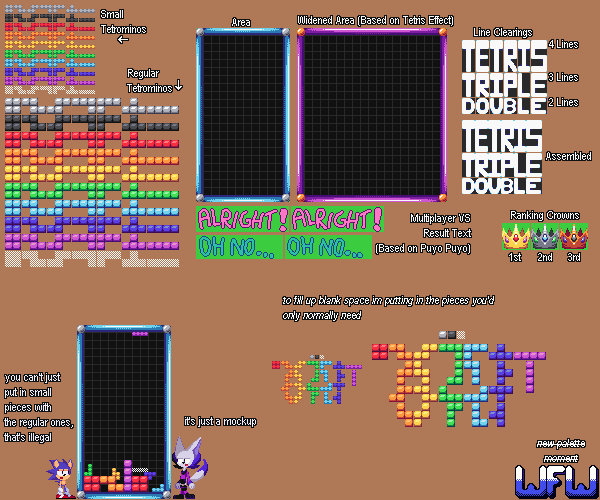 Small
Tetrominos
←
Regular
Tetrominos ↓
Area
Widened Area (Based on Tetris Effect)
Line Clearings
TETRIS
4 Lines
TRIPLE
3 Lines
DOUBLE
2 Lines
TETRIS
TRIPLE
DOUBLE
Assembled
ALRIGHT! ALRIGHT!
OH NO... OH NO...
Multiplayer VS
Result Text
(Based on Puyo Puyo)
Ranking Crowns
1st 2nd 3rd
to fill up blank space im putting in the pieces you'd
only normally need
you can't just
put in small
pieces with
the regular ones,
that's illegal
it's just a mockup
new palette
moment
WFW